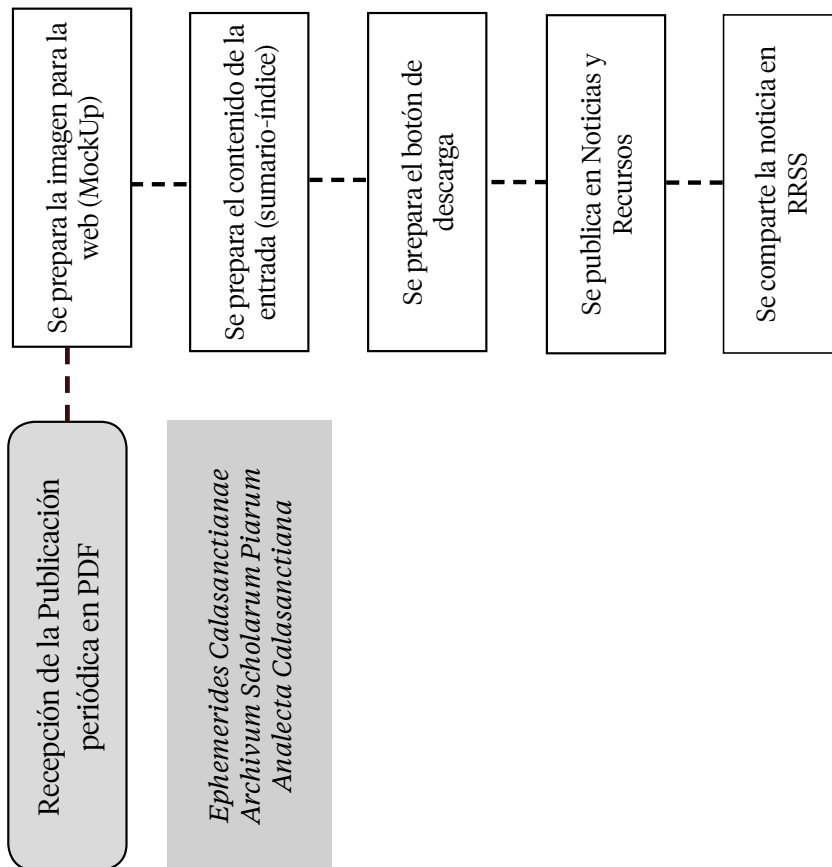 Recepción de la Publicación
periódica en PDF
Ephemerides Calasanctianae
Archivum Scholarum Piarum
Analecta Calasanctiana
Se prepara la imagen para la
web (MockUp)
Se prepara el contenido de la
entrada (sumario-índice)
Se prepara el botón de
descarga
Se publica en Noticias y
Recursos
Se comparte la noticia en
RRSS